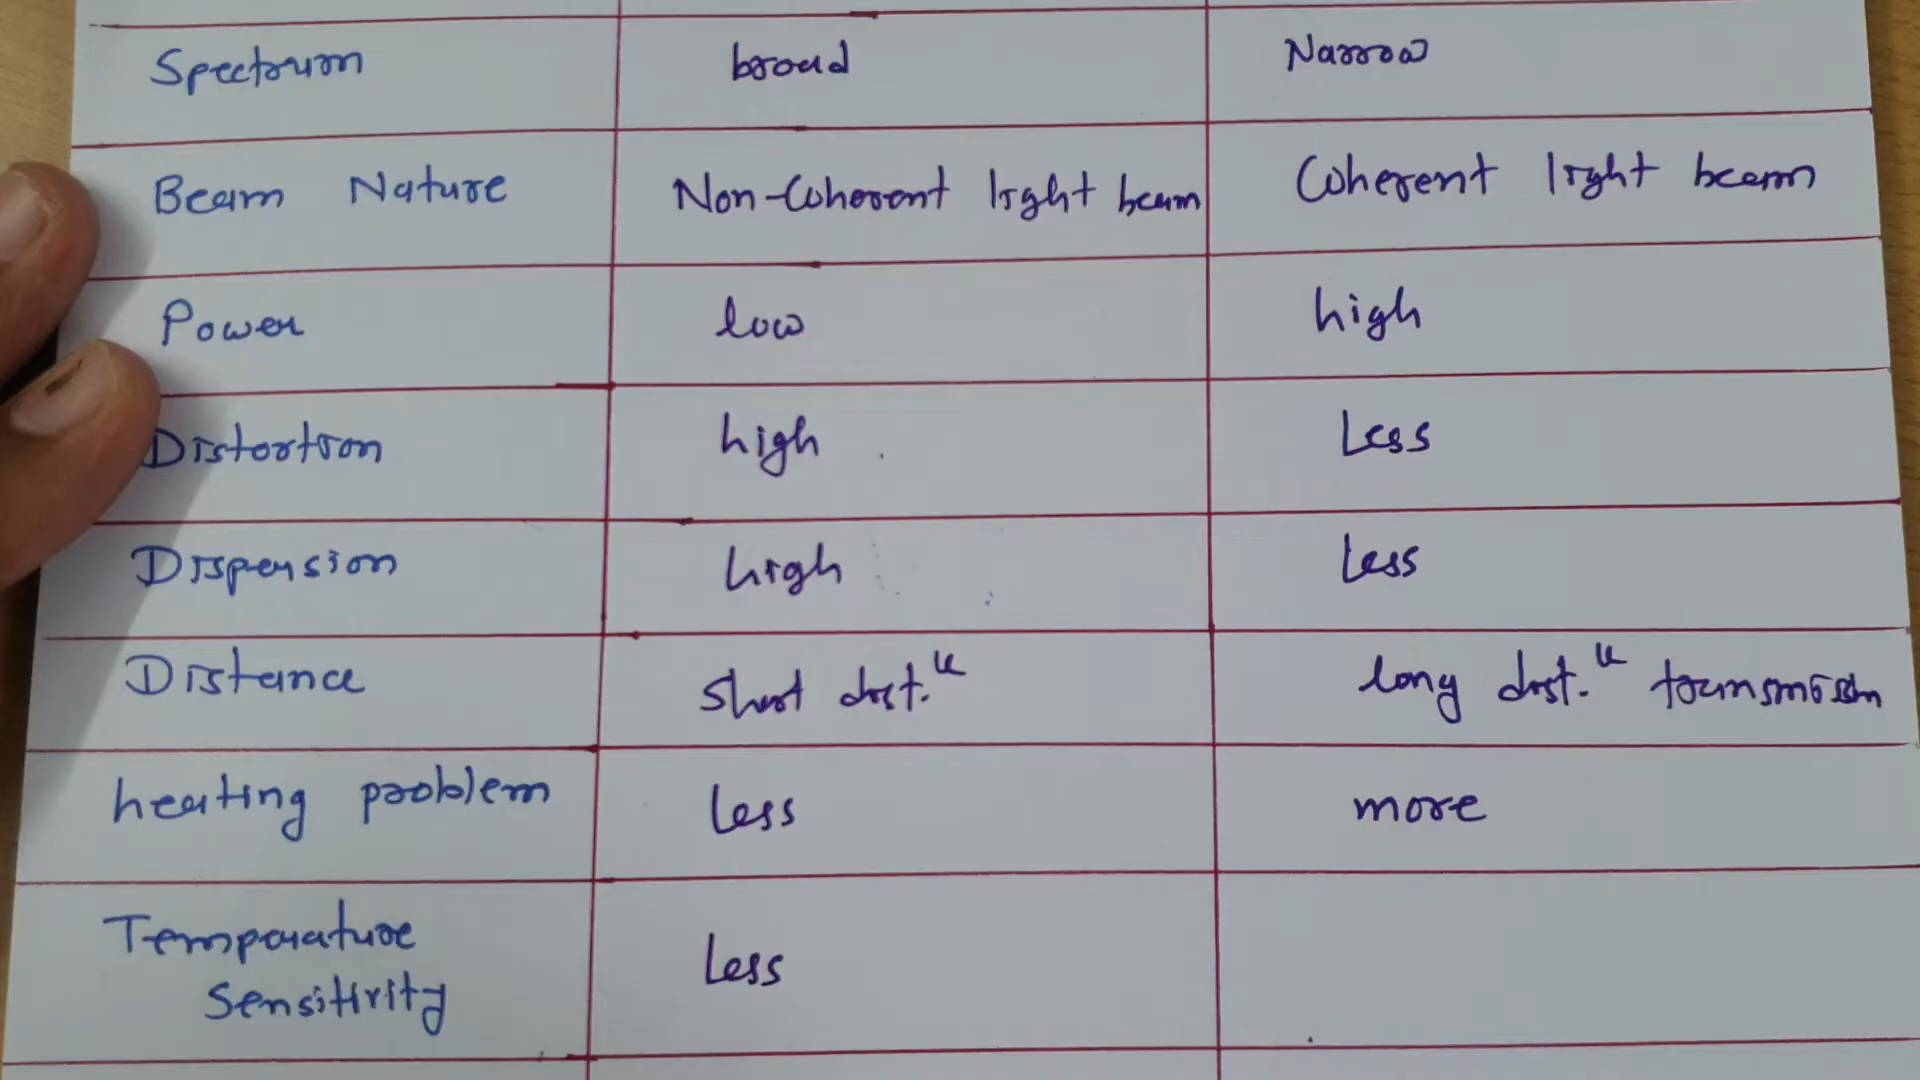 Spectrum broad Narrow
Beam Nature Non-Coherent light beam Coherent light beam
Power low high
Distortion high Less
Dispersion high Less
Distance Short dist. long dist. transmission
heating problem Less more
Temperature Less
Sensitivity